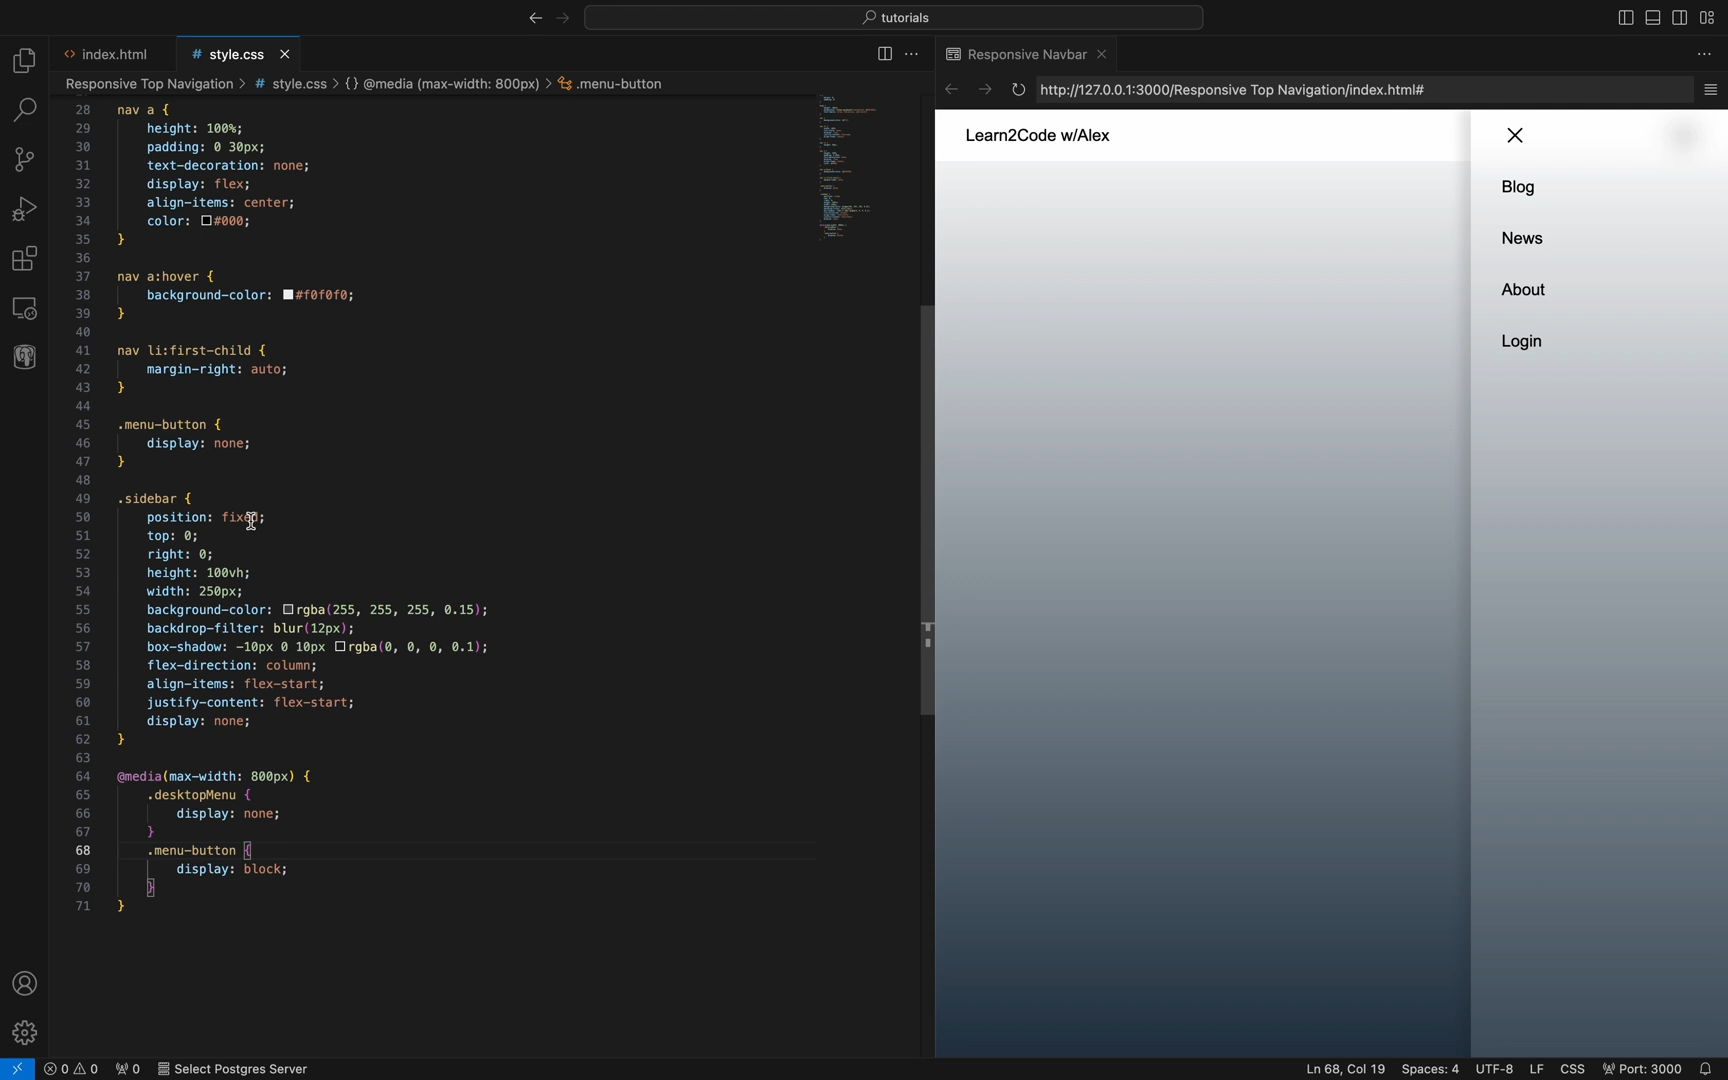 tutorials
index.html
style.css
Responsive Navbar
Responsive Top Navigation > # style.css > {} @media (max-width: 800px) > .menu-button
http://127.0.0.1:3000/Responsive Top Navigation/index.html#
28 nav a {
29 height: 100%;
30 padding: 0 30px;
31 text-decoration: none;
32 display: flex;
33 align-items: center;
34 color: #000;
35 }
36
37 nav a:hover {
38 background-color: #f0f0f0;
39 }
40
41 nav li:first-child {
42 margin-right: auto;
43 }
44
45 .menu-button {
46 display: none;
47 }
48
49 .sidebar {
50 position: fixed;
51 top: 0;
52 right: 0;
53 height: 100vh;
54 width: 250px;
55 background-color: rgba(255, 255, 255, 0.15);
56 backdrop-filter: blur(12px);
57 box-shadow: -10px 0 10px rgba(0, 0, 0, 0.1);
58 flex-direction: column;
59 align-items: flex-start;
60 justify-content: flex-start;
61 display: none;
62 }
63
64 @media(max-width: 800px) {
65 .desktopMenu {
66 display: none;
67 }
68 .menu-button {
69 display: block;
70 }
71 }
Learn2Code w/Alex
Blog
News
About
Login
0 0 0 Select Postgres Server
Ln 68, Col 19 Spaces: 4 UTF-8 LF CSS Port: 3000